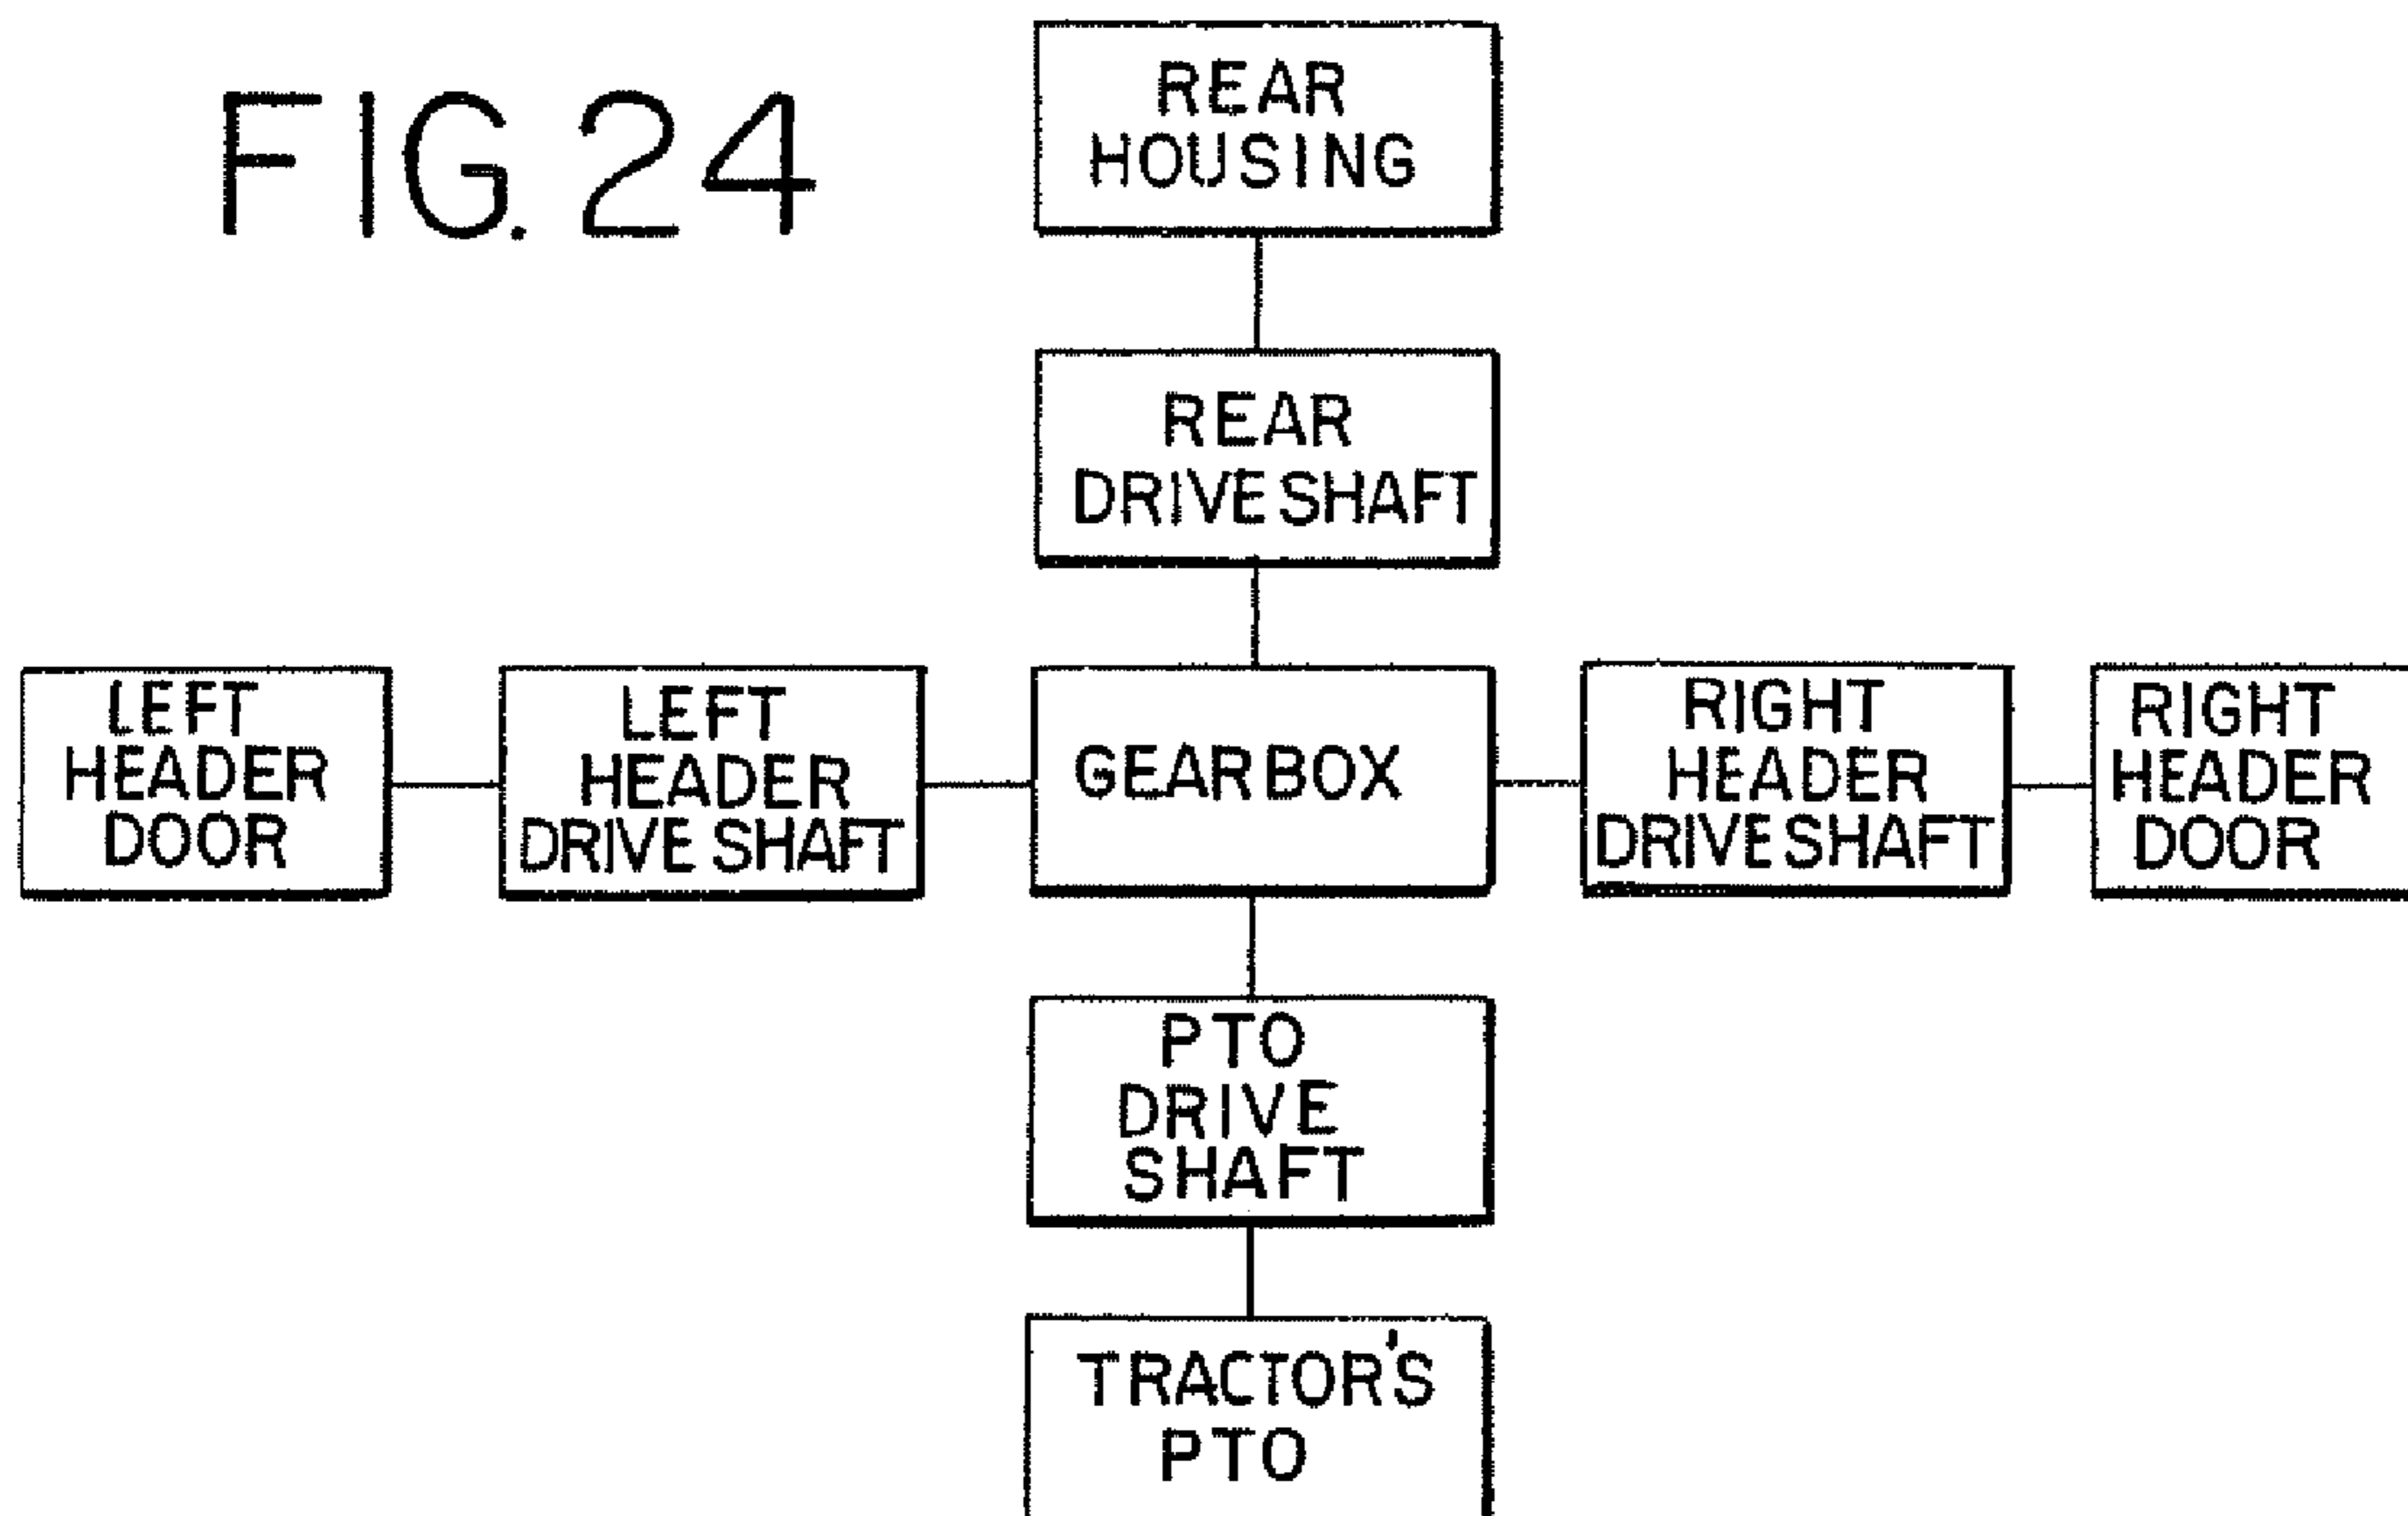 FIG. 24
REAR
HOUSING
REAR
DRIVE SHAFT
LEFT
HEADER
DOOR
LEFT
HEADER
DRIVE SHAFT
GEAR BOX
RIGHT
HEADER
DRIVE SHAFT
RIGHT
HEADER
DOOR
PTO
DRIVE
SHAFT
TRACTOR'S
PTO